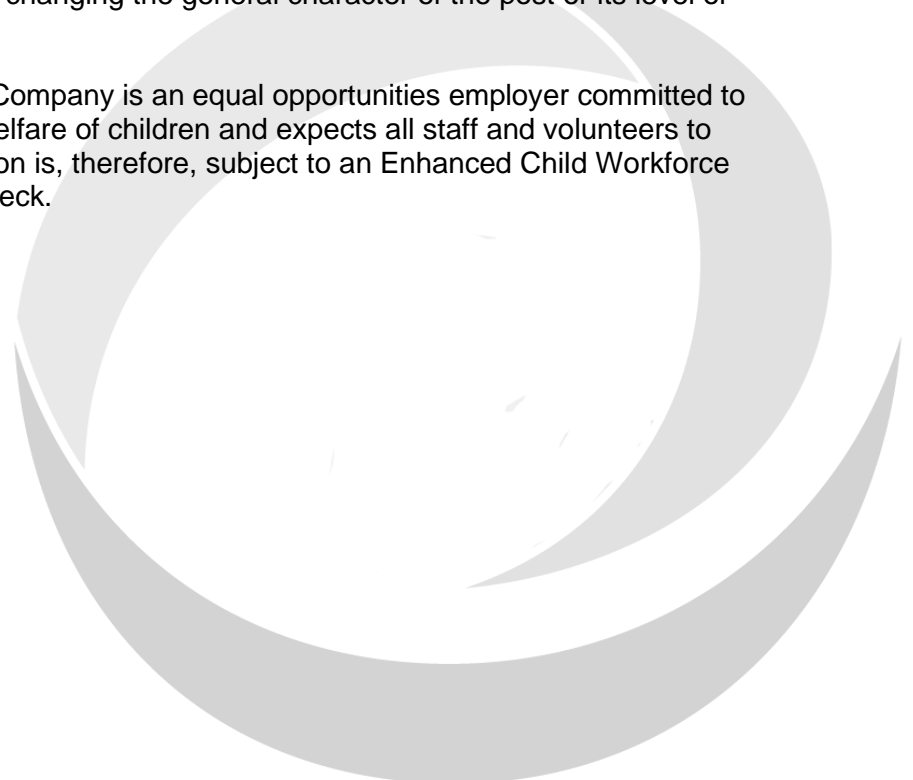 changing the general character of the post or its level of
Company is an equal opportunities employer committed to
elfare of children and expects all staff and volunteers to
on is, therefore, subject to an Enhanced Child Workforce
eck.